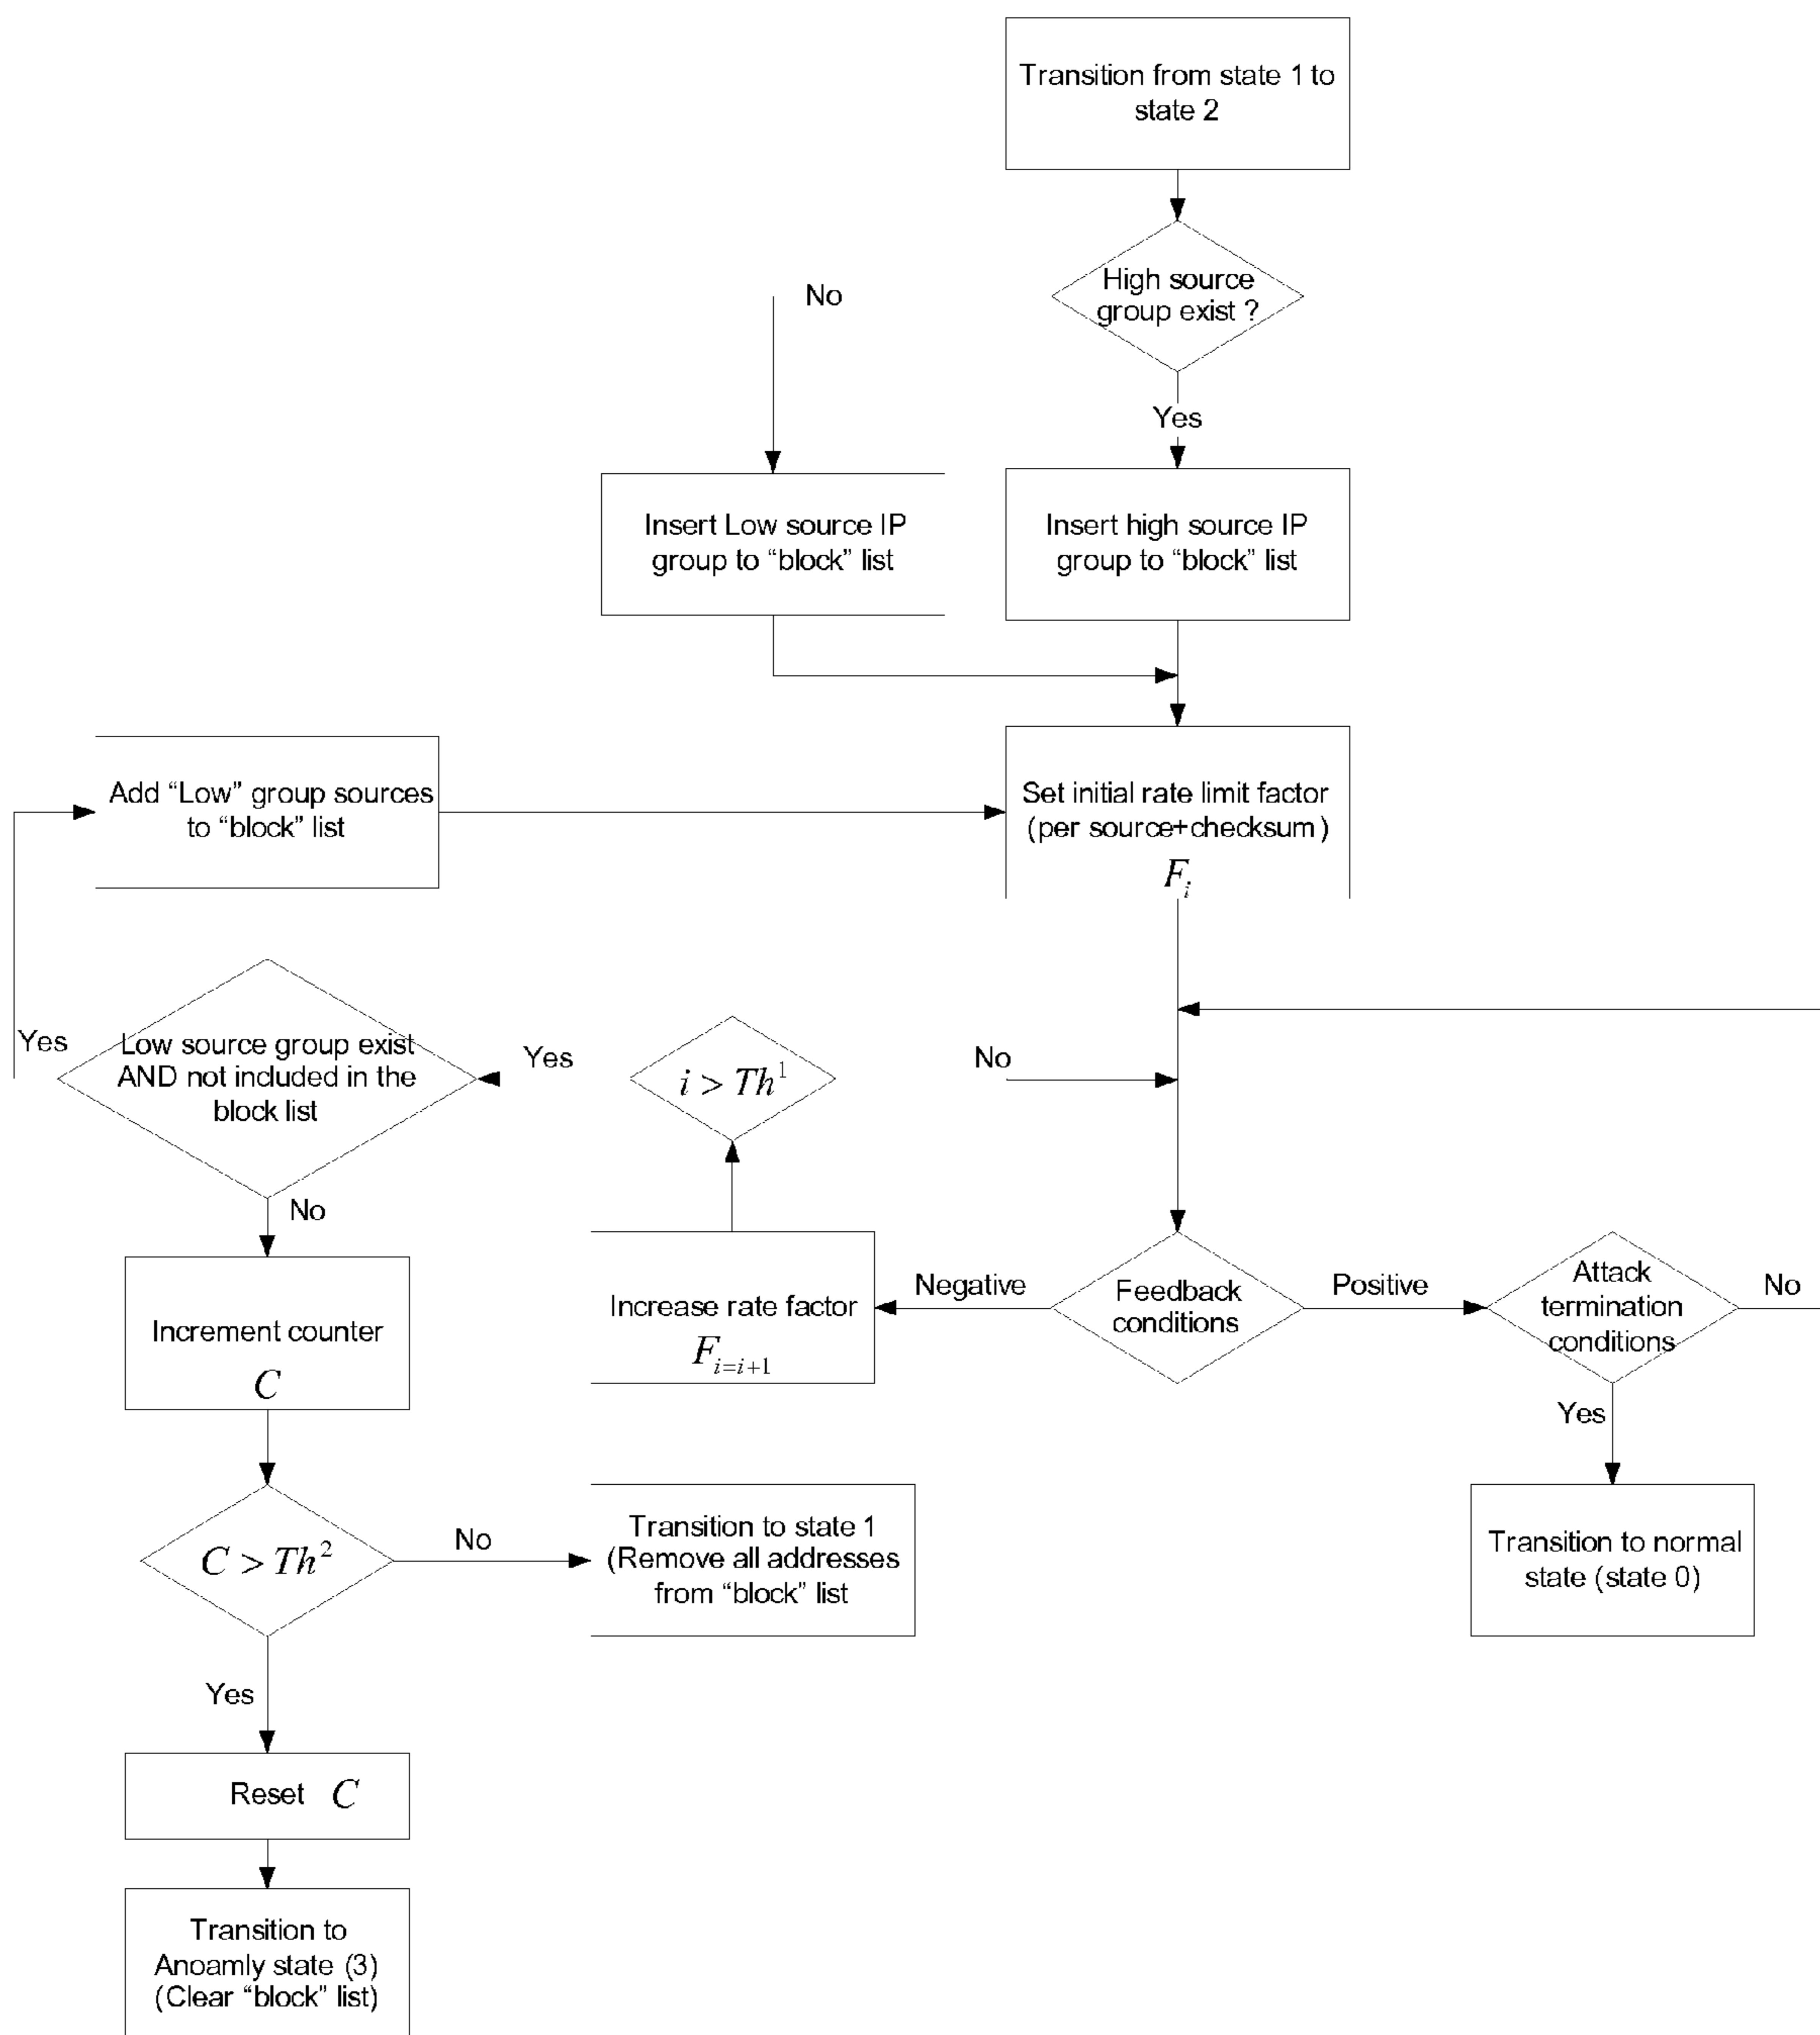 Transition from state 1 to
state 2
High source
group exist ?
No
Yes
Insert Low source IP
group to “block” list
Insert high source IP
group to “block” list
Add “Low” group sources
to “block” list
Set initial rate limit factor
(per source+checksum)
F_i
Yes
Low source group exist
AND not included in the
block list
Yes
i > Th^1
No
No
Increment counter
C
Increase rate factor
F_{i=i+1}
Negative
Feedback
conditions
Positive
Attack
termination
conditions
No
Yes
C > Th^2
No
Transition to state 1
(Remove all addresses
from “block” list
Transition to normal
state (state 0)
Yes
Reset C
Transition to
Anoamly state (3)
(Clear “block” list)